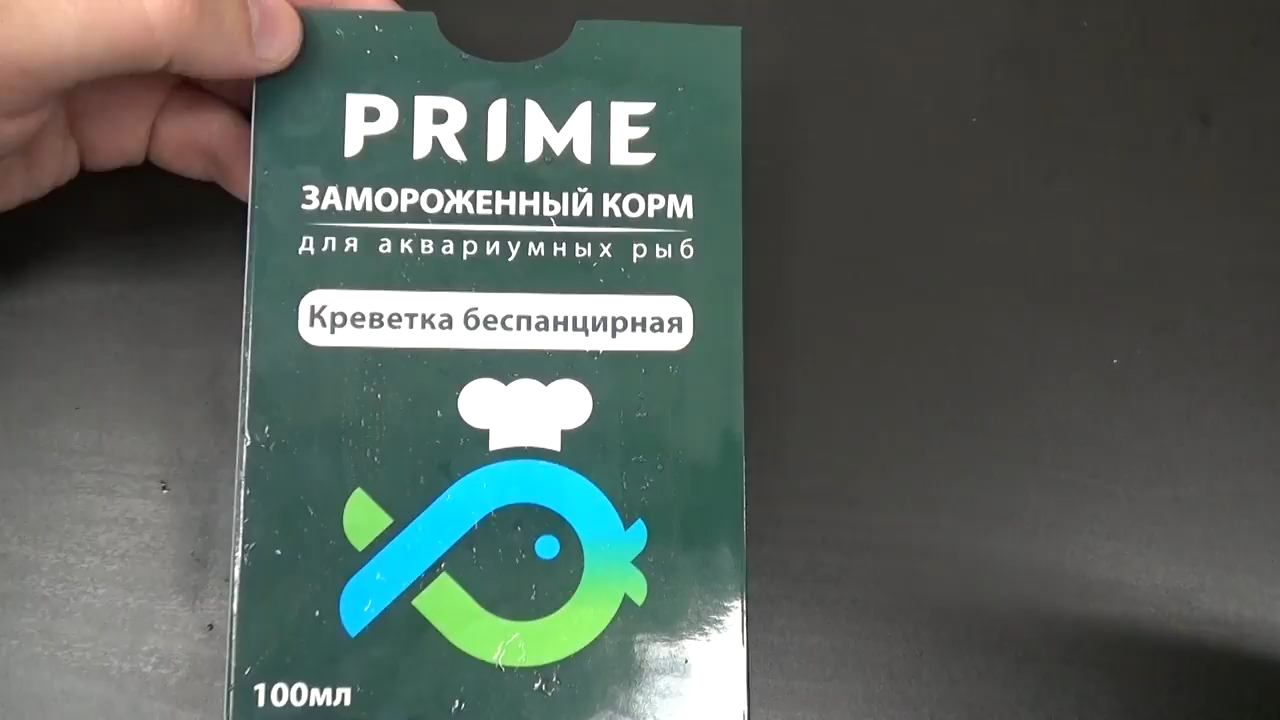 PRIME
ЗАМОРОЖЕННЫЙ КОРМ
для аквариумных рыб
Креветка беспанцирная
100мл